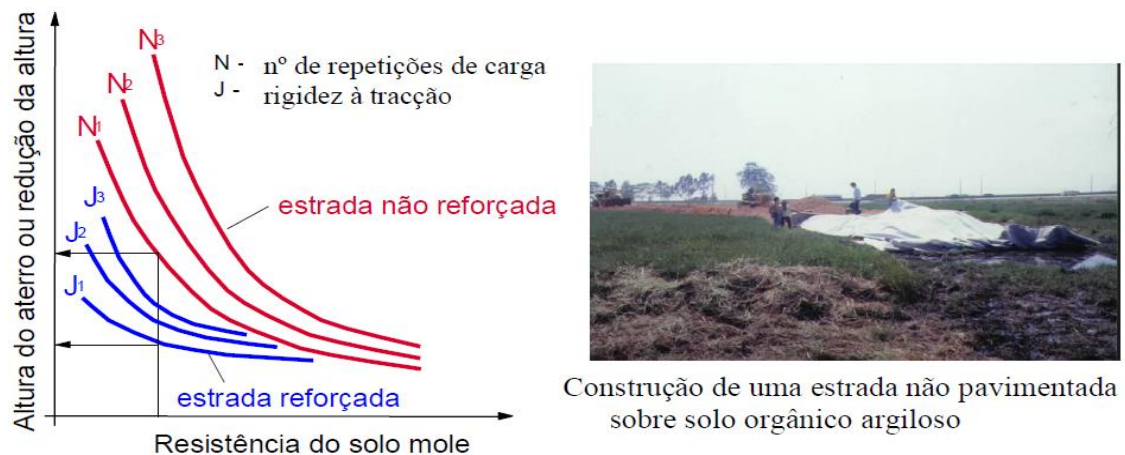 Altura do aterro ou redução da altura
N3
N2
N1
J3
J2
J1
N - nº de repetições de carga
J - rigidez à tracção
estrada não reforçada
estrada reforçada
Resistência do solo mole
Construção de uma estrada não pavimentada
sobre solo orgânico argiloso